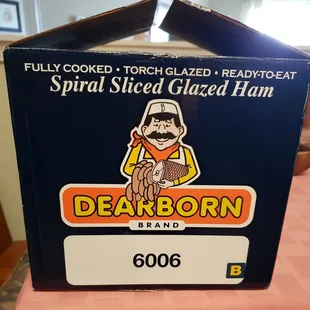 FULLY COOKED • TORCH GLAZED • READY-TO-EAT
Spiral Sliced Glazed Ham
DEARBORN
BRAND
6006
B